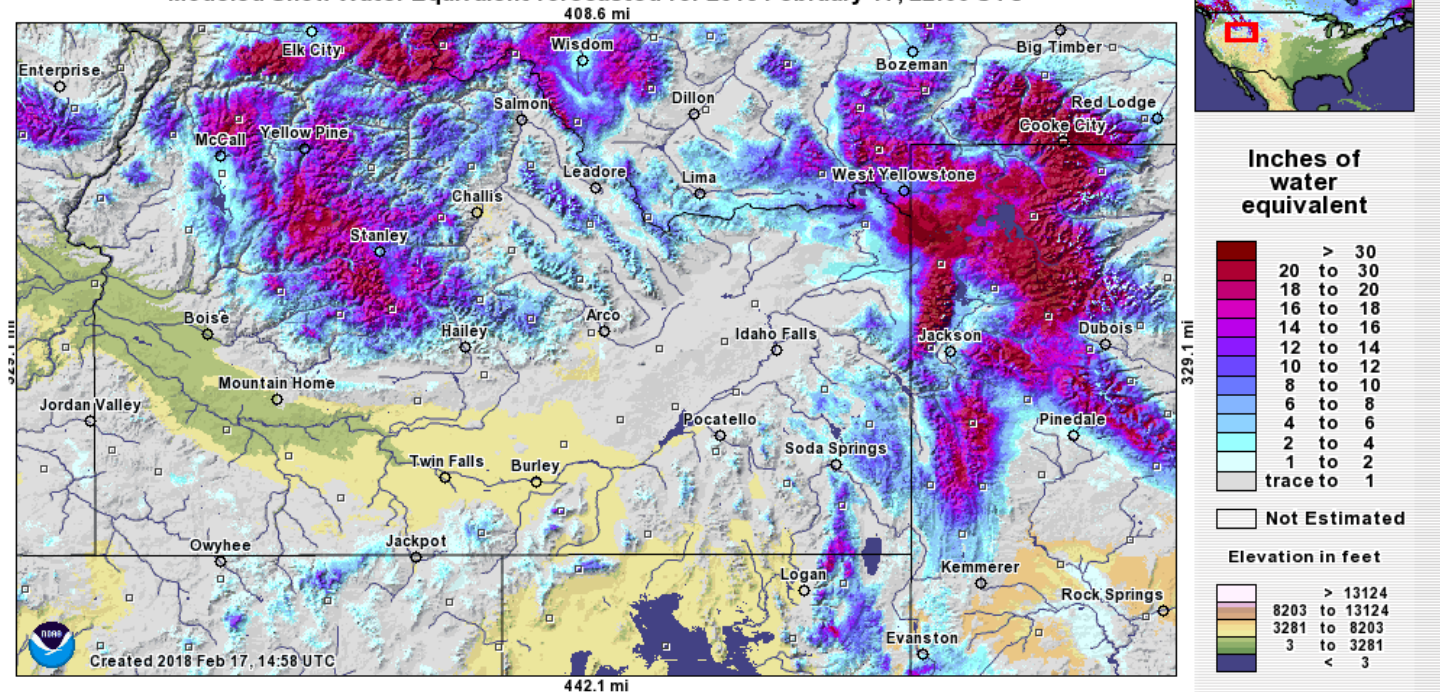 408.6 mi
Elk City
Wisdom
Big Timber
Bozeman
Enterprise
Salmon
Dillon
Red Lodge
Cooke City
McCall
Yellow Pine
Leadore
Lima
West Yellowstone
Challis
Stanley
Boise
Hailey
Arco
Idaho Falls
Jackson
Dubois
329.1 mi
Mountain Home
Jordan Valley
Pocatello
Pinedale
Soda Springs
Twin Falls
Burley
Owyhee
Jackpot
Logan
Kemmerer
Rock Springs
Evanston
NOAA
Created 2018 Feb 17, 14:58 UTC
442.1 mi
Inches of
water
equivalent
> 30
20 to 30
18 to 20
16 to 18
14 to 16
12 to 14
10 to 12
8 to 10
6 to 8
4 to 6
2 to 4
1 to 2
trace to 1
Not Estimated
Elevation in feet
> 13124
8203 to 13124
3281 to 8203
3 to 3281
< 3